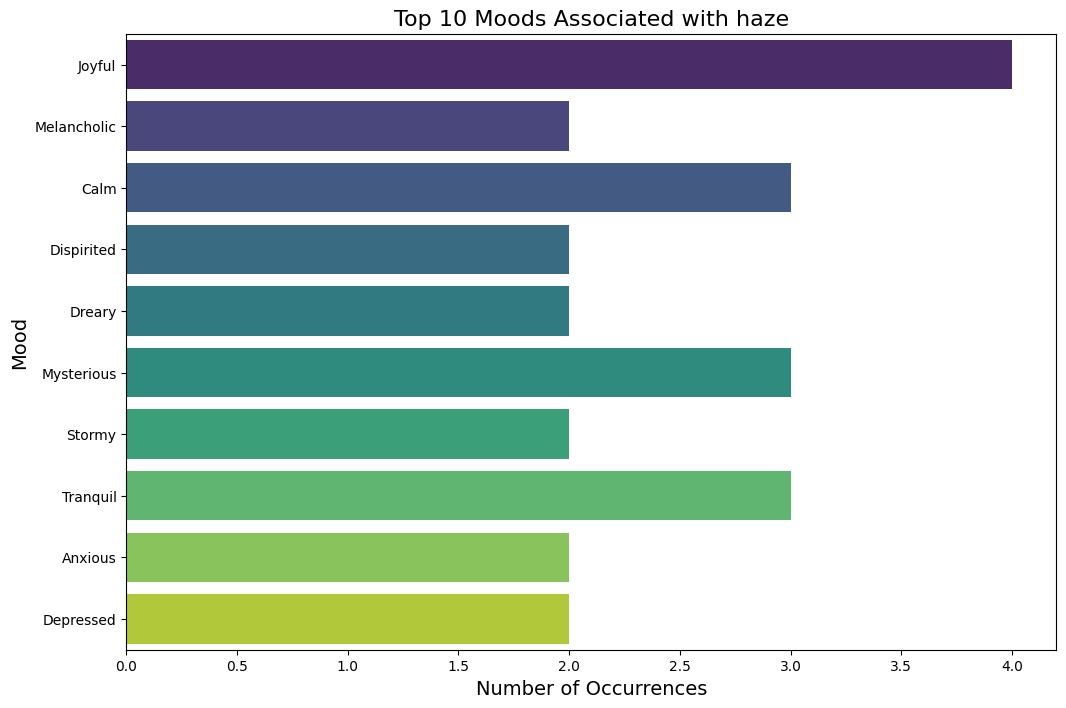 Top 10 Moods Associated with haze
Mood
Joyful
Melancholic
Calm
Dispirited
Dreary
Mysterious
Stormy
Tranquil
Anxious
Depressed
0.0 0.5 1.0 1.5 2.0 2.5 3.0 3.5 4.0
Number of Occurrences